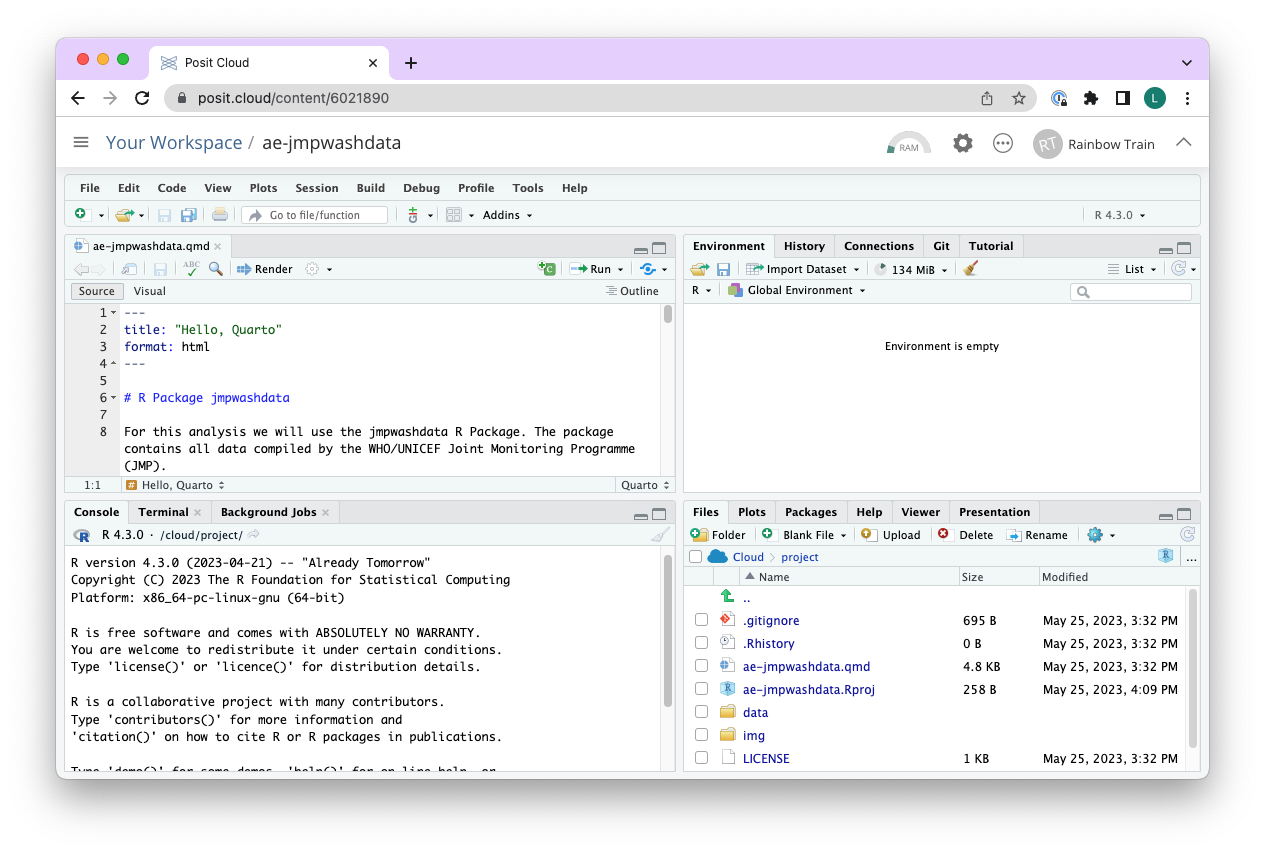 Posit Cloud
posit.cloud/content/6021890
L
Your Workspace / ae-jmpwashdata
RAM
RT
Rainbow Train
File Edit Code View Plots Session Build Debug Profile Tools Help
Go to file/function
Addins
R 4.3.0
ae-jmpwashdata.qmd
ABC
Render
Run
Source Visual
Outline
1 ---
2 title: "Hello, Quarto"
3 format: html
4 ---
5
6 # R Package jmpwashdata
7
8 For this analysis we will use the jmpwashdata R Package. The package
contains all data compiled by the WHO/UNICEF Joint Monitoring Programme
(JMP).
1:1 # Hello, Quarto
Quarto
Environment History Connections Git Tutorial
Import Dataset
134 MiB
List
R
Global Environment
Environment is empty
Console Terminal Background Jobs
R R 4.3.0 · /cloud/project/
R version 4.3.0 (2023-04-21) -- "Already Tomorrow"
Copyright (C) 2023 The R Foundation for Statistical Computing
Platform: x86_64-pc-linux-gnu (64-bit)
R is free software and comes with ABSOLUTELY NO WARRANTY.
You are welcome to redistribute it under certain conditions.
Type 'license()' or 'licence()' for distribution details.
R is a collaborative project with many contributors.
Type 'contributors()' for more information and
'citation()' on how to cite R or R packages in publications.
Type 'demo()' for some demos, 'help()' for on-line help, or
Files Plots Packages Help Viewer Presentation
Folder Blank File Upload Delete Rename
Cloud > project
R
...
Name Size Modified
..
.gitignore 695 B May 25, 2023, 3:32 PM
.Rhistory 0 B May 25, 2023, 3:32 PM
ae-jmpwashdata.qmd 4.8 KB May 25, 2023, 3:32 PM
ae-jmpwashdata.Rproj 258 B May 25, 2023, 4:09 PM
data
img
LICENSE 1 KB May 25, 2023, 3:32 PM